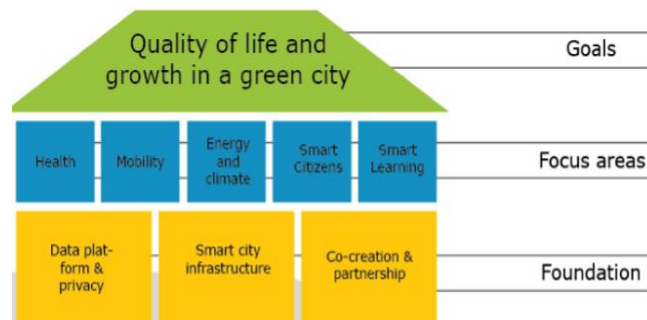 Quality of life and
growth in a green city
Goals
Health
Mobility
Energy
and
climate
Smart
Citizens
Smart
Learning
Focus areas
Data plat-
form &
privacy
Smart city
infrastructure
Co-creation &
partnership
Foundation